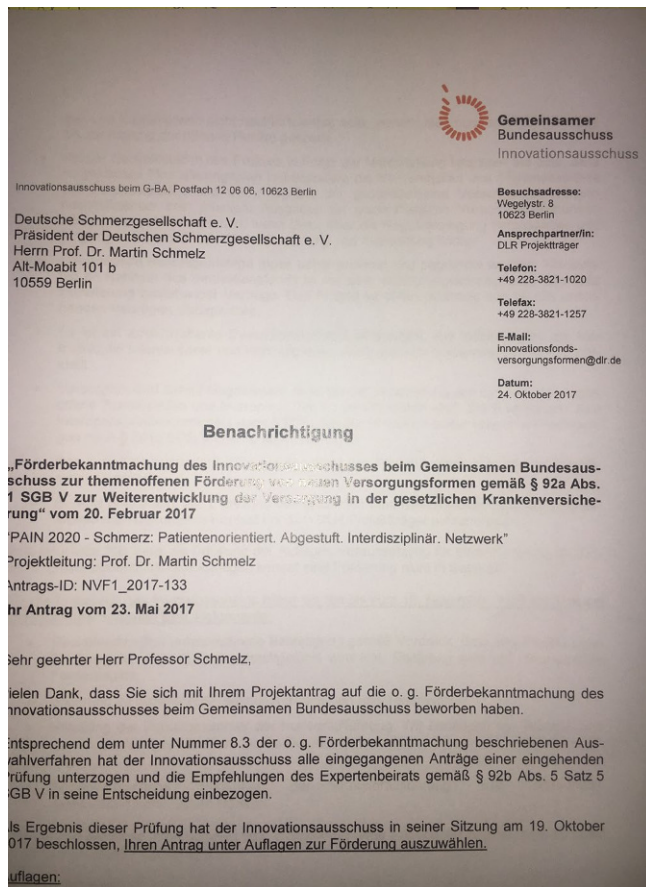 Gemeinsamer
Bundesausschuss
Innovationsausschuss
Innovationsausschuss beim G-BA, Postfach 12 06 06, 10623 Berlin
Deutsche Schmerzgesellschaft e. V.
Präsident der Deutschen Schmerzgesellschaft e. V.
Herrn Prof. Dr. Martin Schmelz
Alt-Moabit 101 b
10559 Berlin
Besuchsadresse:
Wegelystr. 8
10623 Berlin
Ansprechpartner/in:
DLR Projektträger
Telefon:
+49 228-3821-1020
Telefax:
+49 228-3821-1257
E-Mail:
innovationsfonds-
versorgungsformen@dlr.de
Datum:
24. Oktober 2017
Benachrichtigung
„Förderbekanntmachung des Innovationsausschusses beim Gemeinsamen Bundesaus-
schuss zur themenoffenen Förderung von neuen Versorgungsformen gemäß § 92a Abs.
1 SGB V zur Weiterentwicklung der Versorgung in der gesetzlichen Krankenversiche-
rung“ vom 20. Februar 2017
"PAIN 2020 - Schmerz: Patientenorientiert. Abgestuft. Interdisziplinär. Netzwerk"
Projektleitung: Prof. Dr. Martin Schmelz
Antrags-ID: NVF1_2017-133
hr Antrag vom 23. Mai 2017
Sehr geehrter Herr Professor Schmelz,
ielen Dank, dass Sie sich mit Ihrem Projektantrag auf die o. g. Förderbekanntmachung des
nnovationsausschusses beim Gemeinsamen Bundesausschuss beworben haben.
Entsprechend dem unter Nummer 8.3 der o. g. Förderbekanntmachung beschriebenen Aus-
wahlverfahren hat der Innovationsausschuss alle eingegangenen Anträge einer eingehenden
Prüfung unterzogen und die Empfehlungen des Expertenbeirats gemäß § 92b Abs. 5 Satz 5
SGB V in seine Entscheidung einbezogen.
ls Ergebnis dieser Prüfung hat der Innovationsausschuss in seiner Sitzung am 19. Oktober
017 beschlossen, Ihren Antrag unter Auflagen zur Förderung auszuwählen.
uflagen: